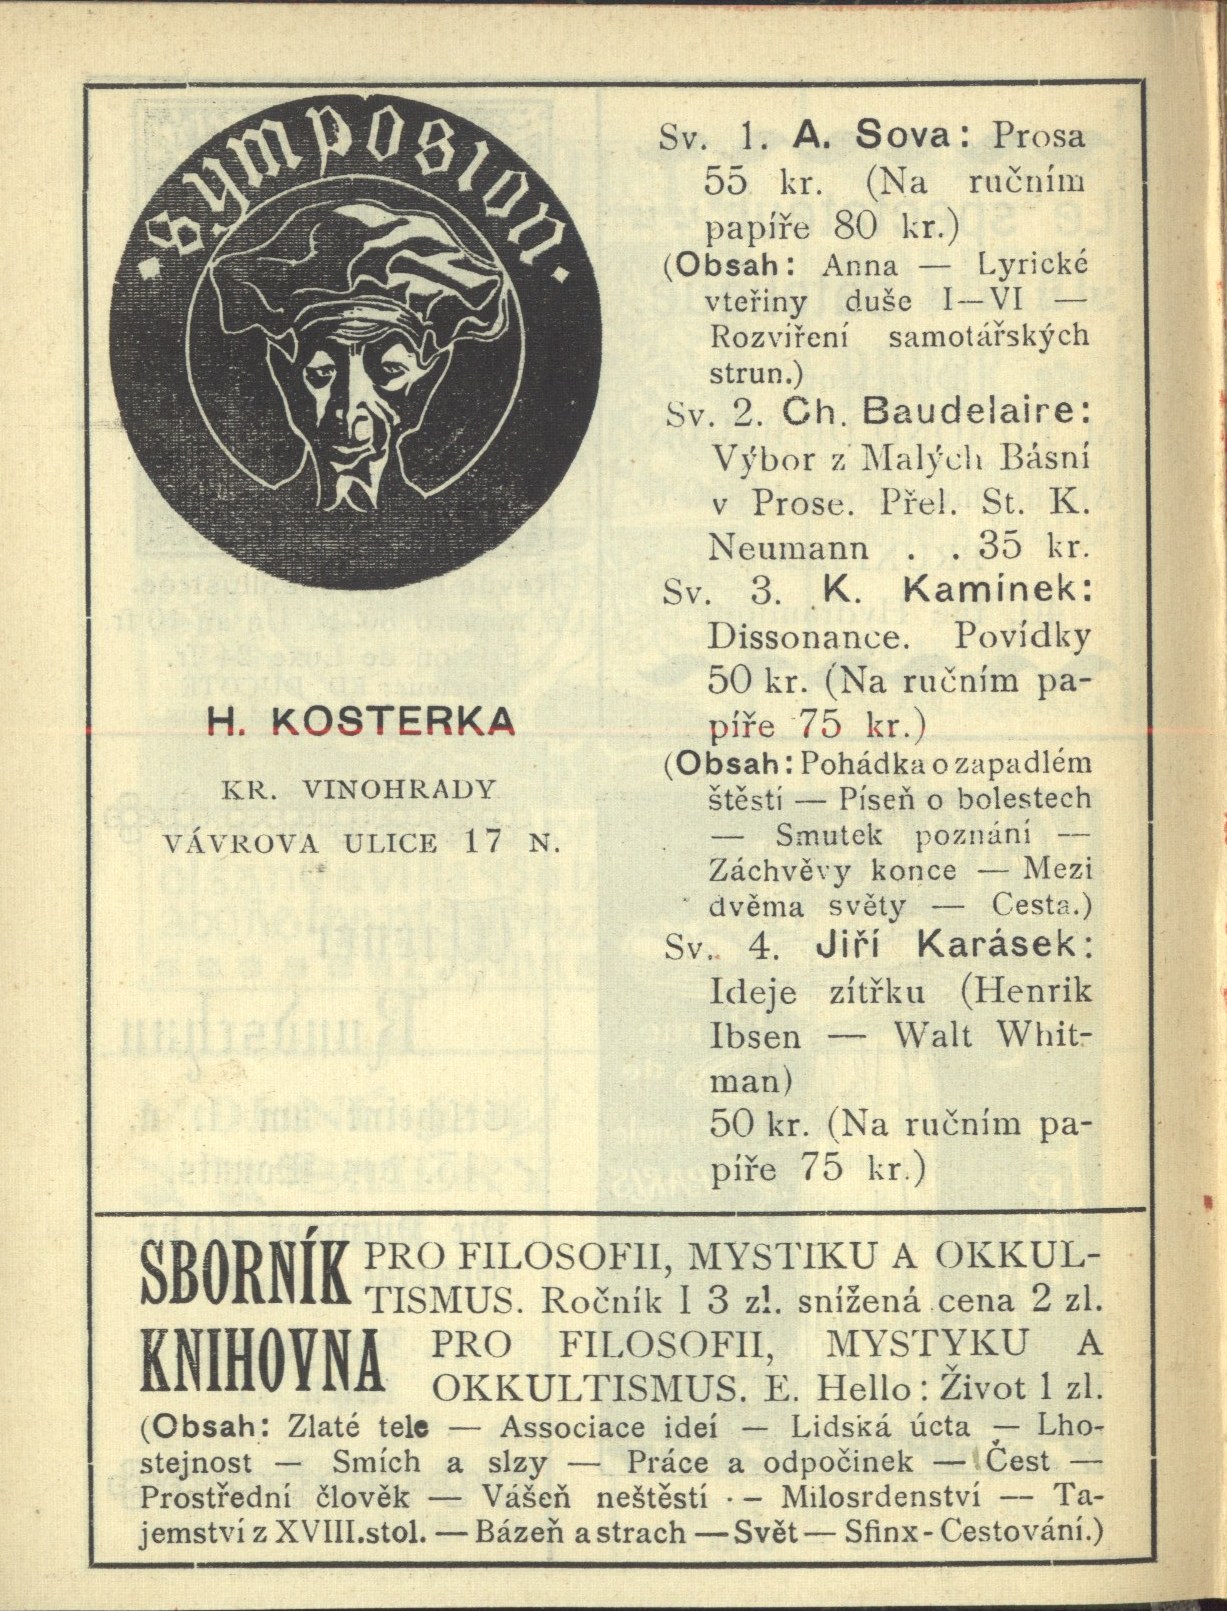 · symposion ·
H. KOSTERKA
KR. VINOHRADY
VÁVROVA ULICE 17 N.
Sv. 1. A. Sova: Prosa
55 kr. (Na ručním
papíře 80 kr.)
(Obsah: Anna — Lyrické
vteřiny duše I—VI —
Rozvíření samotářských
strun.)
Sv. 2. Ch. Baudelaire:
Výbor z Malých Básní
v Prose. Přel. St. K.
Neumann . . 35 kr.
Sv. 3. K. Kamínek:
Dissonance. Povídky
50 kr. (Na ručním pa-
píře 75 kr.)
(Obsah: Pohádka o zapadlém
štěstí — Píseň o bolestech
— Smutek poznání —
Záchvěvy konce — Mezi
dvěma světy — Cesta.)
Sv. 4. Jiří Karásek:
Ideje zítřku (Henrik
Ibsen — Walt Whit-
man)
50 kr. (Na ručním pa-
píře 75 kr.)
SBORNÍK PRO FILOSOFII, MYSTIKU A OKKUL-
TISMUS. Ročník I 3 zl. snížená cena 2 zl.
KNIHOVNA PRO FILOSOFII, MYSTYKU A
OKKULTISMUS. E. Hello: Život 1 zl.
(Obsah: Zlaté tele — Associace ideí — Lidská úcta — Lho-
stejnost — Smích a slzy — Práce a odpočinek — Čest —
Prostřední člověk — Vášeň neštěstí - – Milosrdenství — Ta-
jemství z XVIII. stol. — Bázeň a strach — Svět — Sfinx - Cestování.)